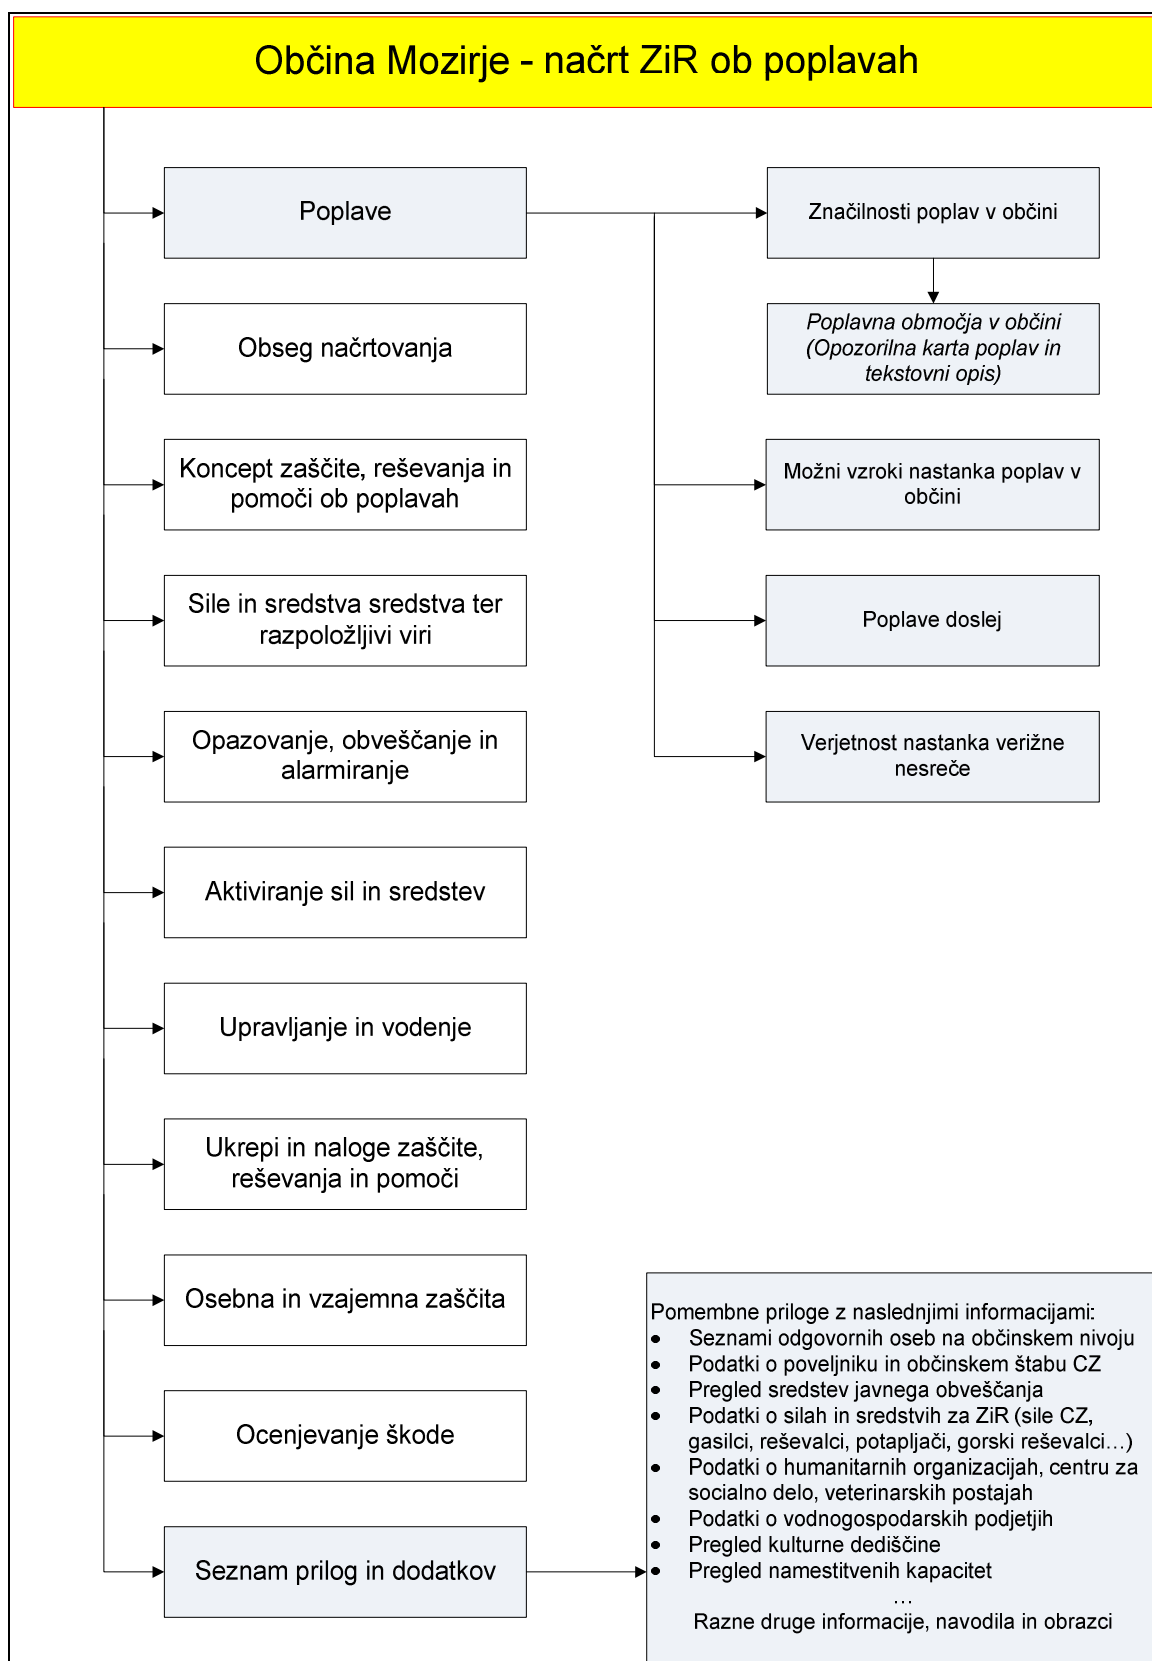 Občina Mozirje - načrt ZiR ob poplavah
Poplave
Obseg načrtovanja
Koncept zaščite, reševanja in
pomoči ob poplavah
Sile in sredstva sredstva ter
razpoložljivi viri
Opazovanje, obveščanje in
alarmiranje
Aktiviranje sil in sredstev
Upravljanje in vodenje
Ukrepi in naloge zaščite,
reševanja in pomoči
Osebna in vzajemna zaščita
Ocenjevanje škode
Seznam prilog in dodatkov
Značilnosti poplav v občini
Poplavna območja v občini
(Opozorilna karta poplav in
tekstovni opis)
Možni vzroki nastanka poplav v
občini
Poplave doslej
Verjetnost nastanka verižne
nesreče
Pomembne priloge z naslednjimi informacijami:
• Seznami odgovornih oseb na občinskem nivoju
• Podatki o poveljniku in občinskem štabu CZ
• Pregled sredstev javnega obveščanja
• Podatki o silah in sredstvih za ZiR (sile CZ,
gasilci, reševalci, potapljači, gorski reševalci…)
• Podatki o humanitarnih organizacijah, centru za
socialno delo, veterinarskih postajah
• Podatki o vodnogospodarskih podjetjih
• Pregled kulturne dediščine
• Pregled namestitvenih kapacitet
…
Razne druge informacije, navodila in obrazci